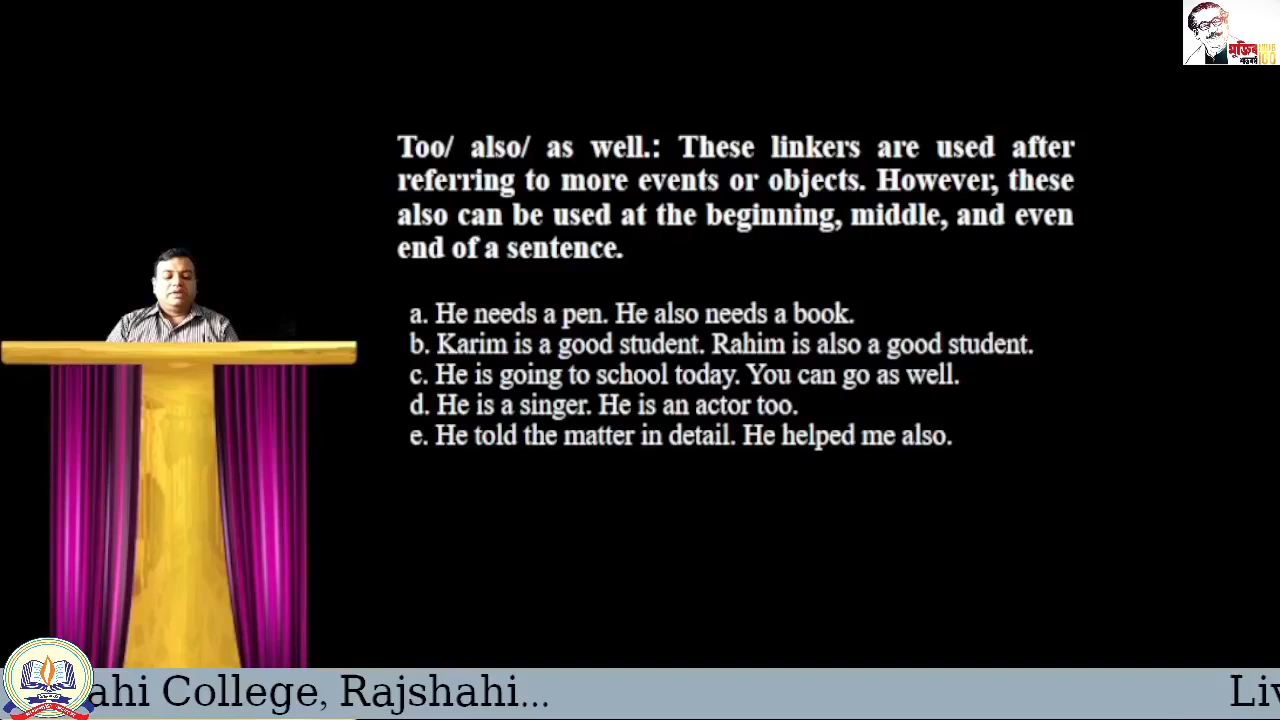 মুজিব
শতবর্ষ 100
Too/ also/ as well.: These linkers are used after
referring to more events or objects. However, these
also can be used at the beginning, middle, and even
end of a sentence.
a. He needs a pen. He also needs a book.
b. Karim is a good student. Rahim is also a good student.
c. He is going to school today. You can go as well.
d. He is a singer. He is an actor too.
e. He told the matter in detail. He helped me also.
ahi College, Rajshahi...
Liv